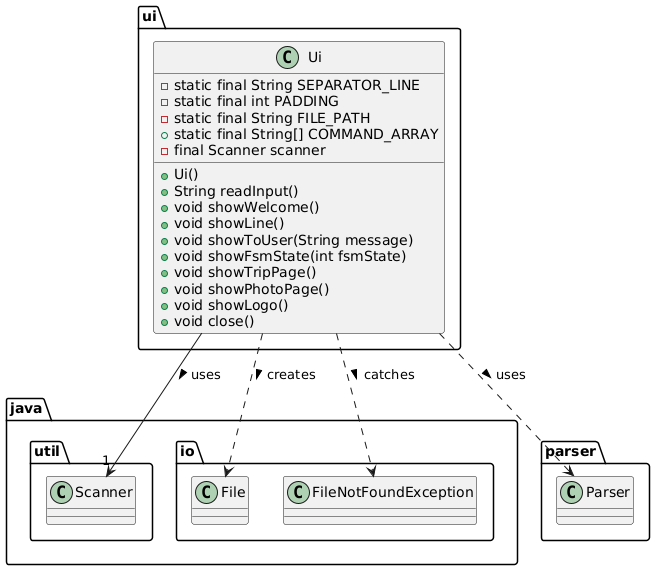 ui
C Ui
static final String SEPARATOR_LINE
static final int PADDING
static final String FILE_PATH
static final String[] COMMAND_ARRAY
final Scanner scanner
Ui()
String readInput()
void showWelcome()
void showLine()
void showToUser(String message)
void showFsmState(int fsmState)
void showTripPage()
void showPhotoPage()
void showLogo()
void close()
uses
creates
catches
uses
java
1
util
io
parser
C Scanner
C File
C FileNotFoundException
C Parser